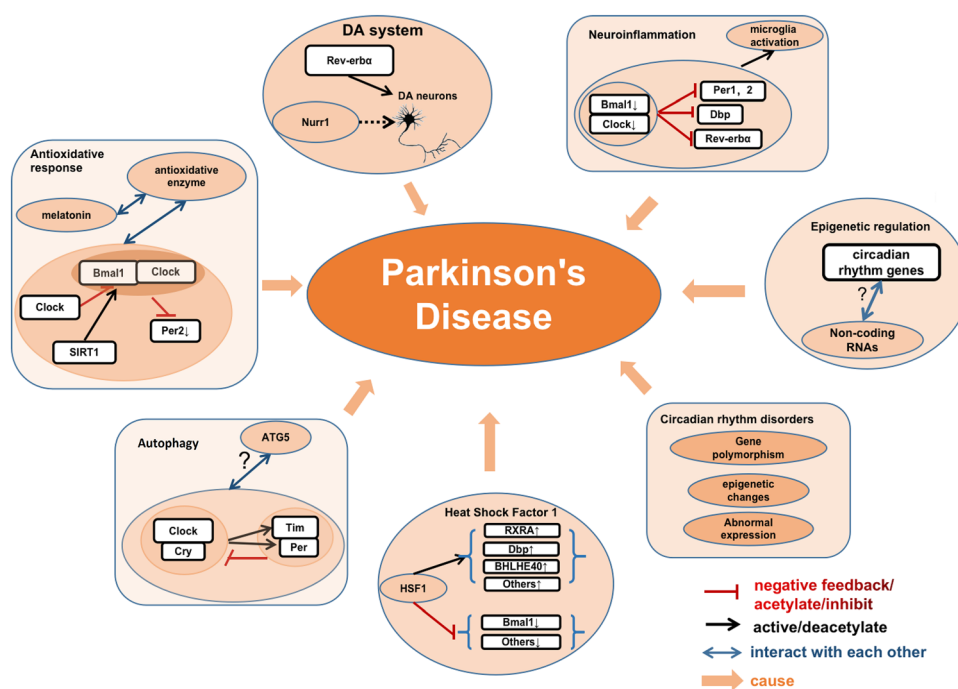 DA system
Rev-erbα
DA neurons
Nurr1
Neuroinflammation
microglia
activation
Bmal1↓
Clock↓
Per1, 2
Dbp
Rev-erbα
Antioxidative
response
antioxidative
enzyme
melatonin
Bmal1
Clock
Clock
Per2↓
SIRT1
Parkinson's
Disease
Epigenetic regulation
circadian
rhythm genes
?
Non-coding
RNAs
Autophagy
ATG5
?
Clock
Cry
Tim
Per
Heat Shock Factor 1
RXRA↑
Dbp↑
BHLHE40↑
Others↑
HSF1
Bmal1↓
Others↓
Circadian rhythm disorders
Gene
polymorphism
epigenetic
changes
Abnormal
expression
negative feedback/
acetylate/inhibit
active/deacetylate
interact with each other
cause